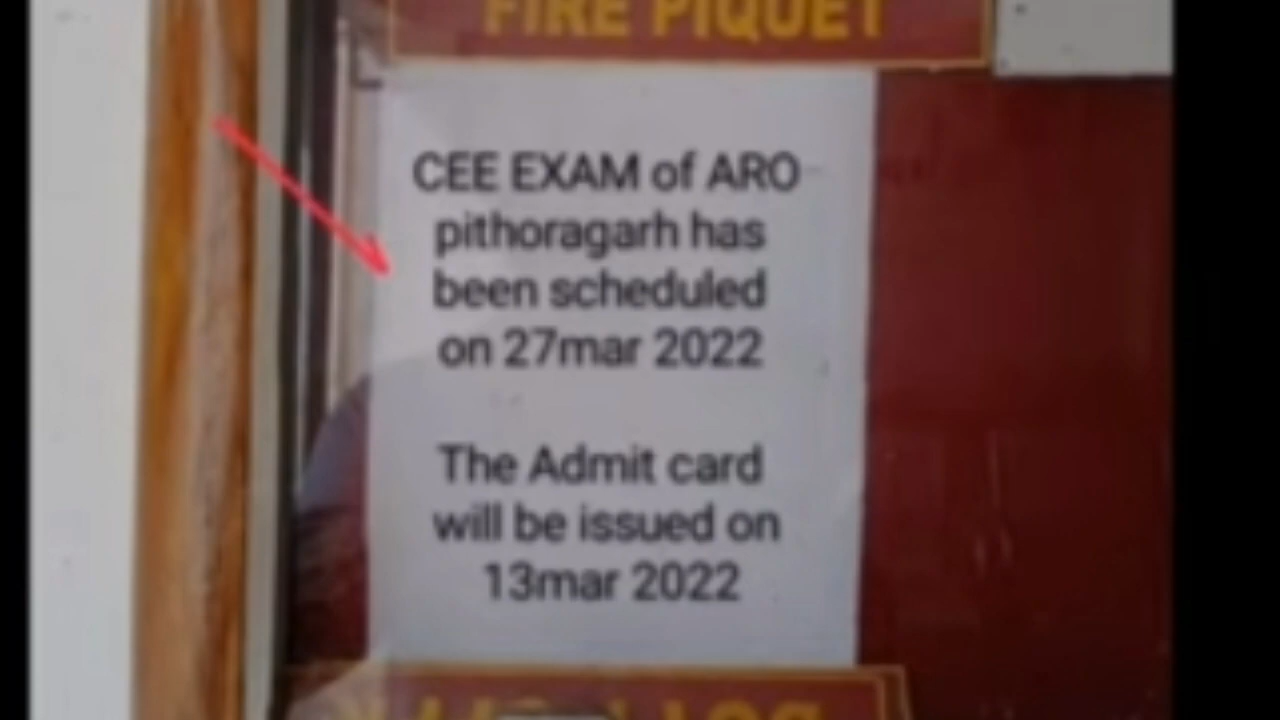 FIRE PIQUET
CEE EXAM of ARO
pithoragarh has
been scheduled
on 27mar 2022
The Admit card
will be issued on
13mar 2022